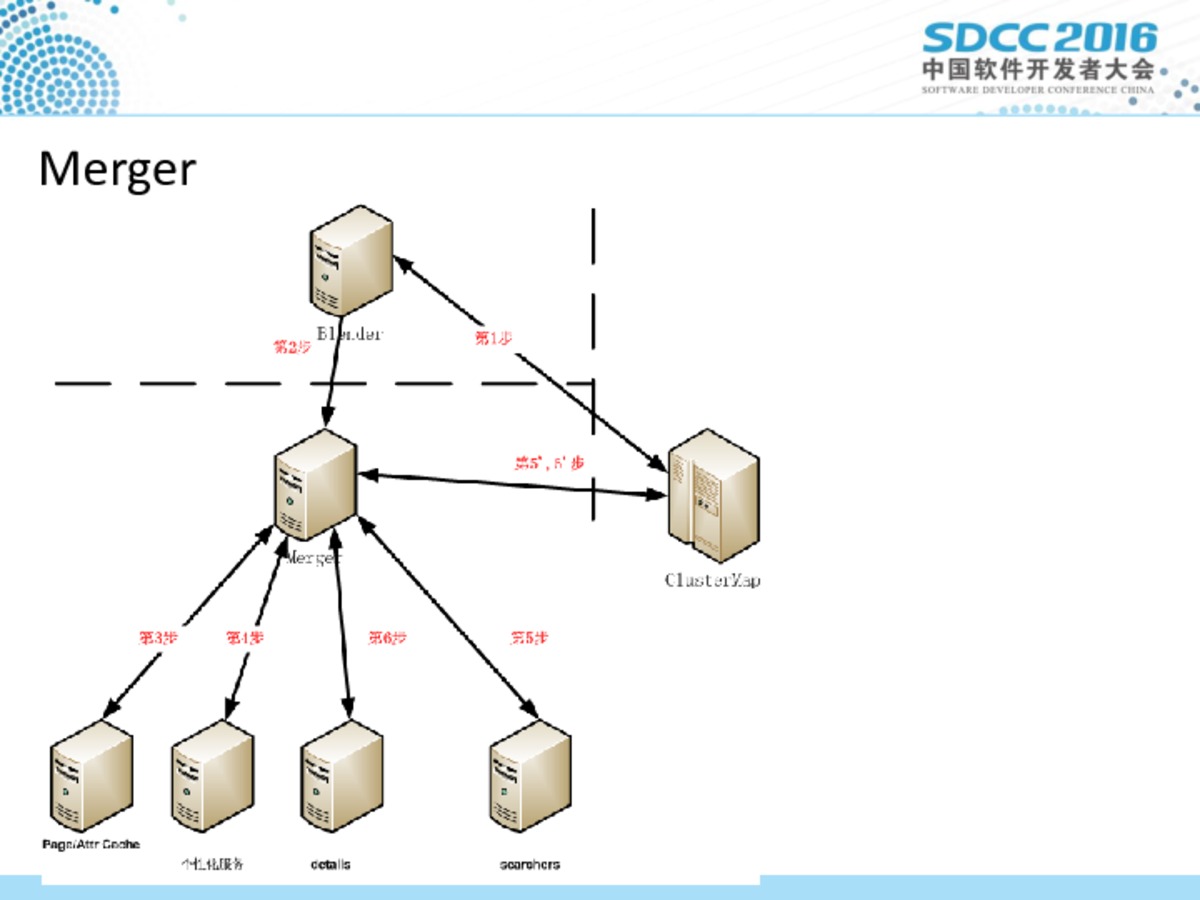 SDCC 2016
中国软件开发者大会
SOFTWARE DEVELOPER CONFERENCE CHINA
Merger
Blender
第2步
第1步
第5',6'步
Merger
ClusterMap
第3步
第4步
第6步
第5步
Page/Attr Cache
个性化服务
details
searchers